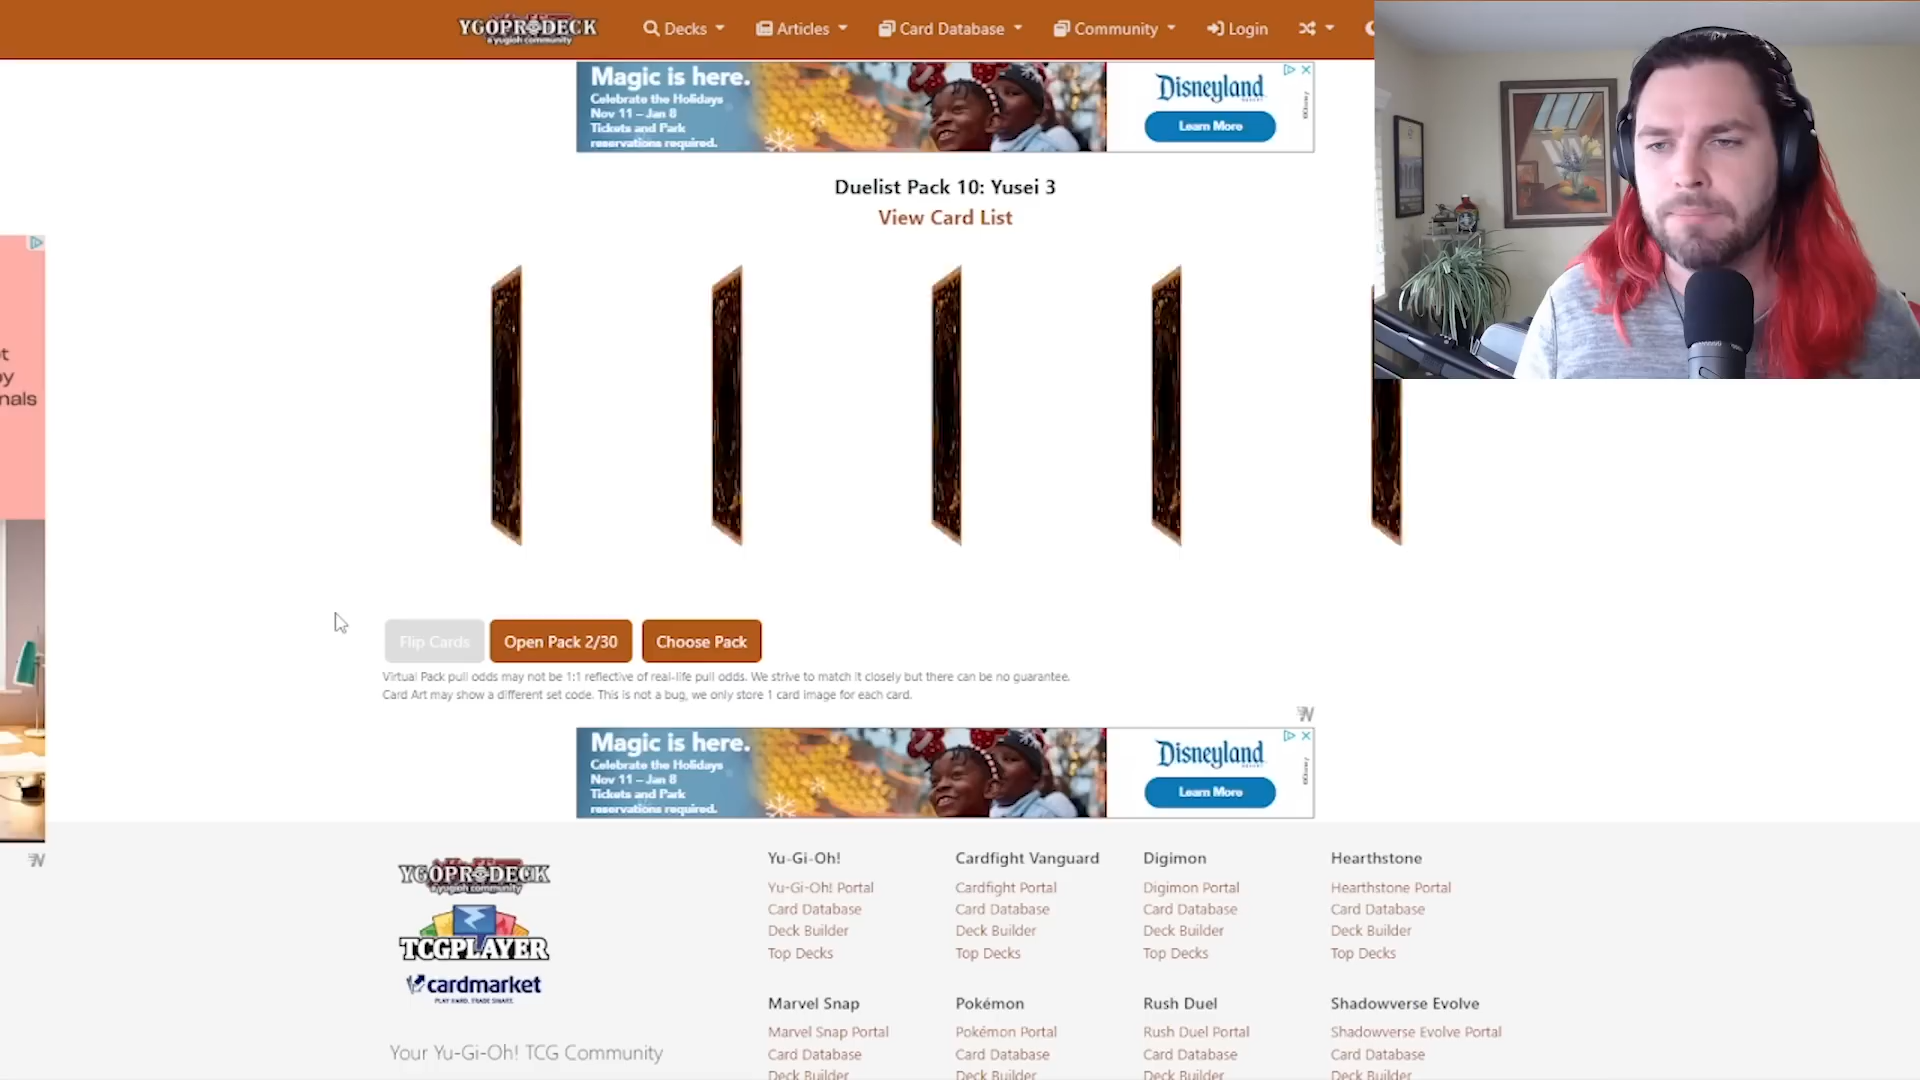 YGOPRODECK
a yugioh community
Decks
Articles
Card Database
Community
Login
Magic is here.
Celebrate the Holidays
Nov 11 – Jan 8
Tickets and Park
reservations required.
Disneyland
Learn More
Duelist Pack 10: Yusei 3
View Card List
nals
Flip Cards
Open Pack 2/30
Choose Pack
Virtual Pack pull odds may not be 1:1 reflective of real-life pull odds. We strive to match it closely but there can be no guarantee.
Card Art may show a different set code. This is not a bug, we only store 1 card image for each card.
Magic is here.
Celebrate the Holidays
Nov 11 – Jan 8
Tickets and Park
reservations required.
Disneyland
Learn More
YGOPRODECK
a yugioh community
TCGPLAYER
cardmarket
PLAY HARD. TRADE SMART.
Your Yu-Gi-Oh! TCG Community
Yu-Gi-Oh!
Yu-Gi-Oh! Portal
Card Database
Deck Builder
Top Decks
Cardfight Vanguard
Cardfight Portal
Card Database
Deck Builder
Top Decks
Digimon
Digimon Portal
Card Database
Deck Builder
Top Decks
Hearthstone
Hearthstone Portal
Card Database
Deck Builder
Top Decks
Marvel Snap
Marvel Snap Portal
Card Database
Deck Builder
Pokémon
Pokémon Portal
Card Database
Deck Builder
Rush Duel
Rush Duel Portal
Card Database
Deck Builder
Shadowverse Evolve
Shadowverse Evolve Portal
Card Database
Deck Builder